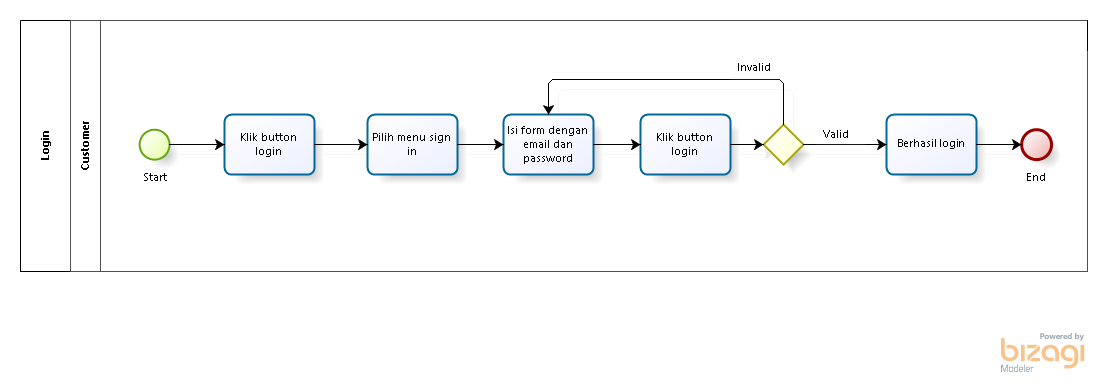 Login
Customer
Start
Klik button
login
Pilih menu sign
in
Isi form dengan
email dan
password
Klik button
login
Invalid
Valid
Berhasil login
End
Powered by
bizagi
Modeler